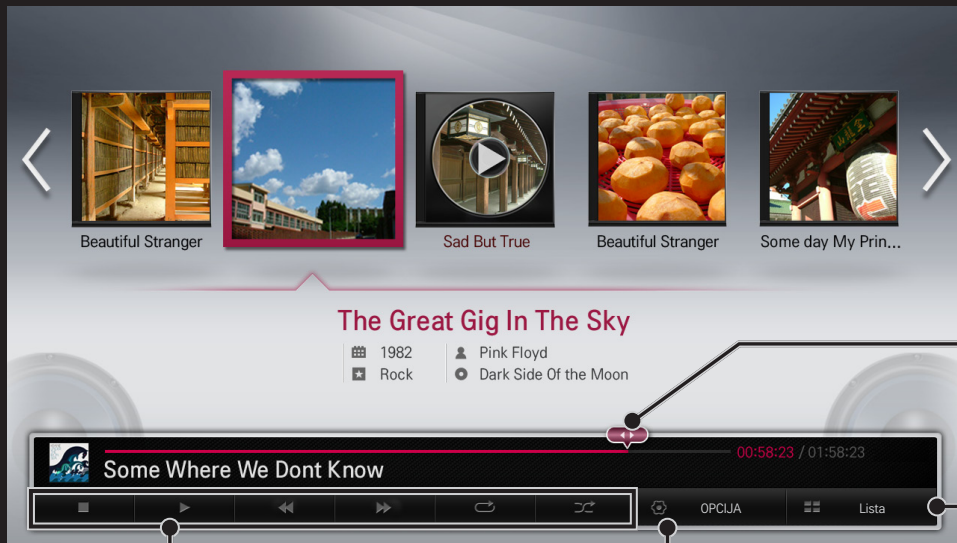 Beautiful Stranger
Sad But True
Beautiful Stranger
Some day My Prin...
The Great Gig In The Sky
1982
Pink Floyd
Rock
Dark Side Of the Moon
00:58:23 / 01:58:23
Some Where We Dont Know
OPCIJA
Lista